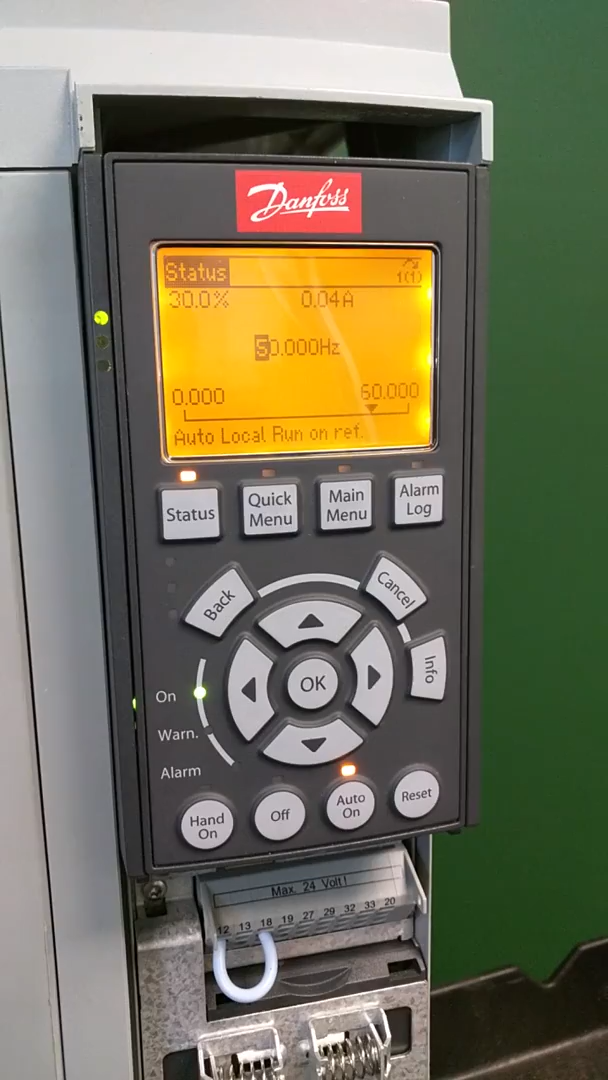 Danfoss
Status 1(1)
30.0% 0.04A
50.000Hz
0.000 60.000
Auto Local Run on ref.
Status Quick Menu Main Menu Alarm Log
Back Cancel
Info
OK
On
Warn.
Alarm
Hand On Off Auto On Reset
Max. 24 Volt!
12 13 18 19 27 29 32 33 20